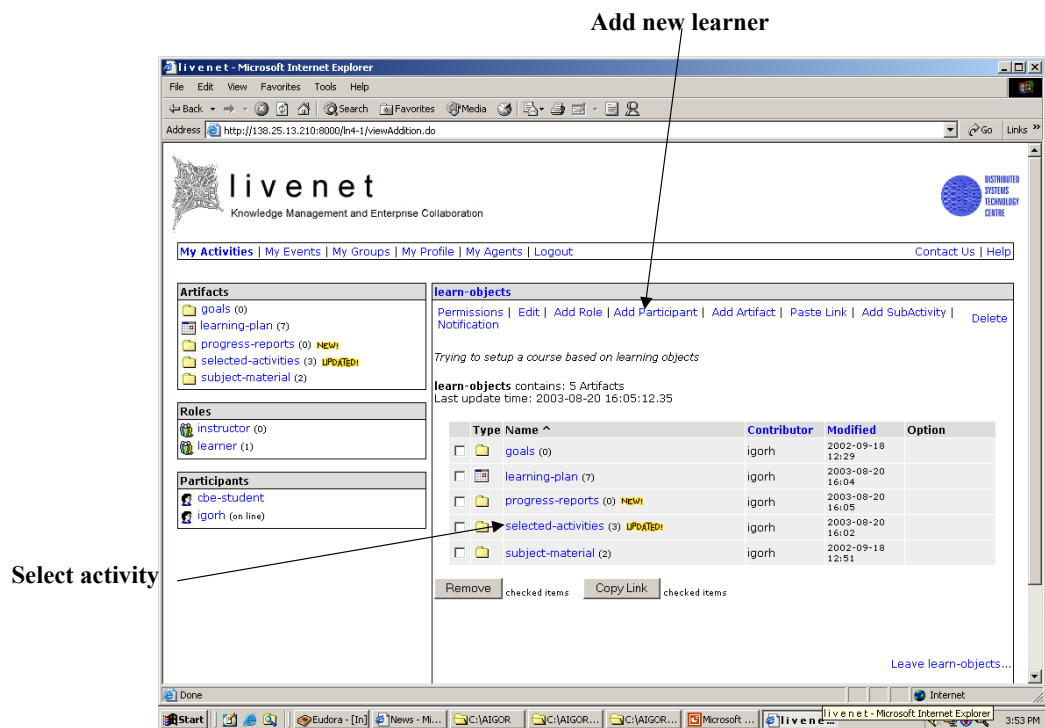 Add new learner
l i v e n e t - Microsoft Internet Explorer
File Edit View Favorites Tools Help
Back Search Favorites Media
Address http://138.25.13.210:8000/ln4-1/viewAddition.do Go Links »
l i v e n e t
Knowledge Management and Enterprise Collaboration
DISTRIBUTED
SYSTEMS
TECHNOLOGY
CENTRE
My Activities | My Events | My Groups | My Profile | My Agents | Logout Contact Us | Help
Artifacts
goals (0)
learning-plan (7)
progress-reports (0) NEW!
selected-activities (3) UPDATED!
subject-material (2)
Roles
instructor (0)
learner (1)
Participants
cbe-student
igorh (on line)
learn-objects
Permissions | Edit | Add Role | Add Participant | Add Artifact | Paste Link | Add SubActivity |
Notification
Delete
Trying to setup a course based on learning objects
learn-objects contains: 5 Artifacts
Last update time: 2003-08-20 16:05:12.35
Type Name ^ Contributor Modified Option
goals (0) igorh 2002-09-18
12:29
learning-plan (7) igorh 2003-08-20
16:04
progress-reports (0) NEW! igorh 2003-08-20
16:05
selected-activities (3) UPDATED! igorh 2003-08-20
16:02
subject-material (2) igorh 2002-09-18
12:51
Select activity
Remove checked items Copy Link checked items
Leave learn-objects...
Done Internet
l i v e n e t - Microsoft Internet Explorer
Start Eudora - [In] News - Mi... C:\AIGOR C:\AIGOR... C:\AIGOR... Microsoft ... l i v e n e... 3:53 PM